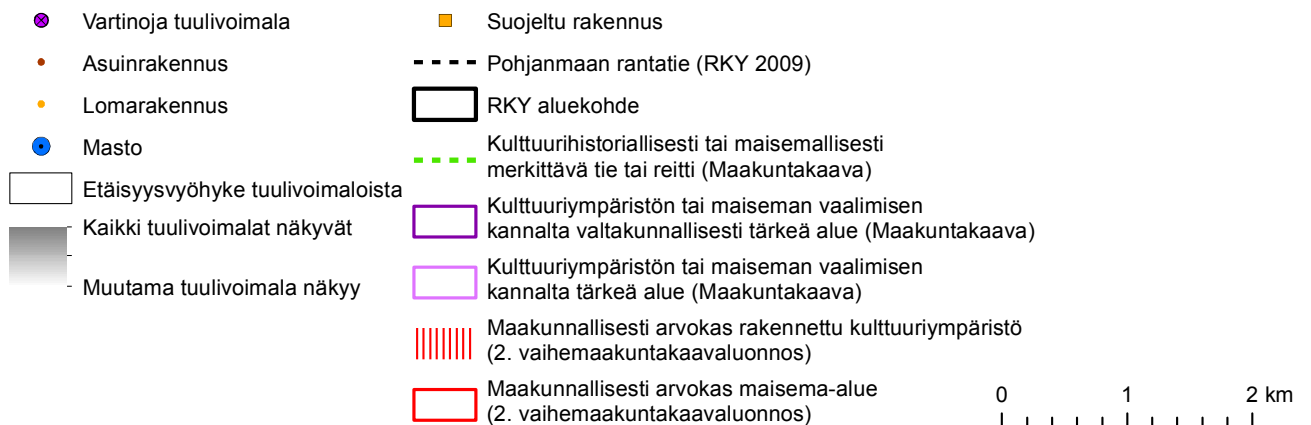 Vartinoja tuulivoimala
Asuinrakennus
Lomarakennus
Masto
Etäisyysvyöhyke tuulivoimaloista
Kaikki tuulivoimalat näkyvät
Muutama tuulivoimala näkyy
Suojeltu rakennus
Pohjanmaan rantatie (RKY 2009)
RKY aluekohde
Kulttuurihistoriallisesti tai maisemallisesti
merkittävä tie tai reitti (Maakuntakaava)
Kulttuuriympäristön tai maiseman vaalimisen
kannalta valtakunnallisesti tärkeä alue (Maakuntakaava)
Kulttuuriympäristön tai maiseman vaalimisen
kannalta tärkeä alue (Maakuntakaava)
Maakunnallisesti arvokas rakennettu kulttuuriympäristö
(2. vaihemaakuntakaavaluonnos)
Maakunnallisesti arvokas maisema-alue
(2. vaihemaakuntakaavaluonnos)
0 1 2 km